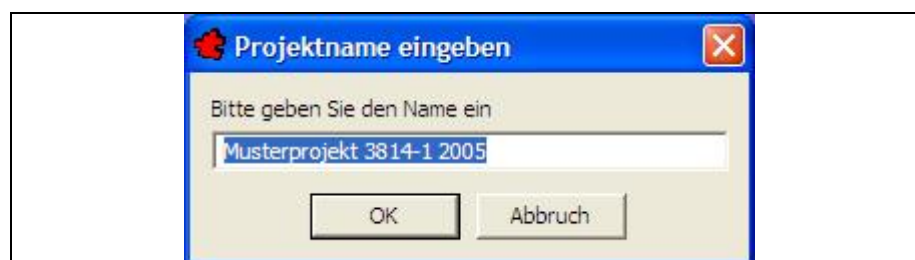 Projektname eingeben
Bitte geben Sie den Name ein
Musterprojekt 3814-1 2005
OK Abbruch